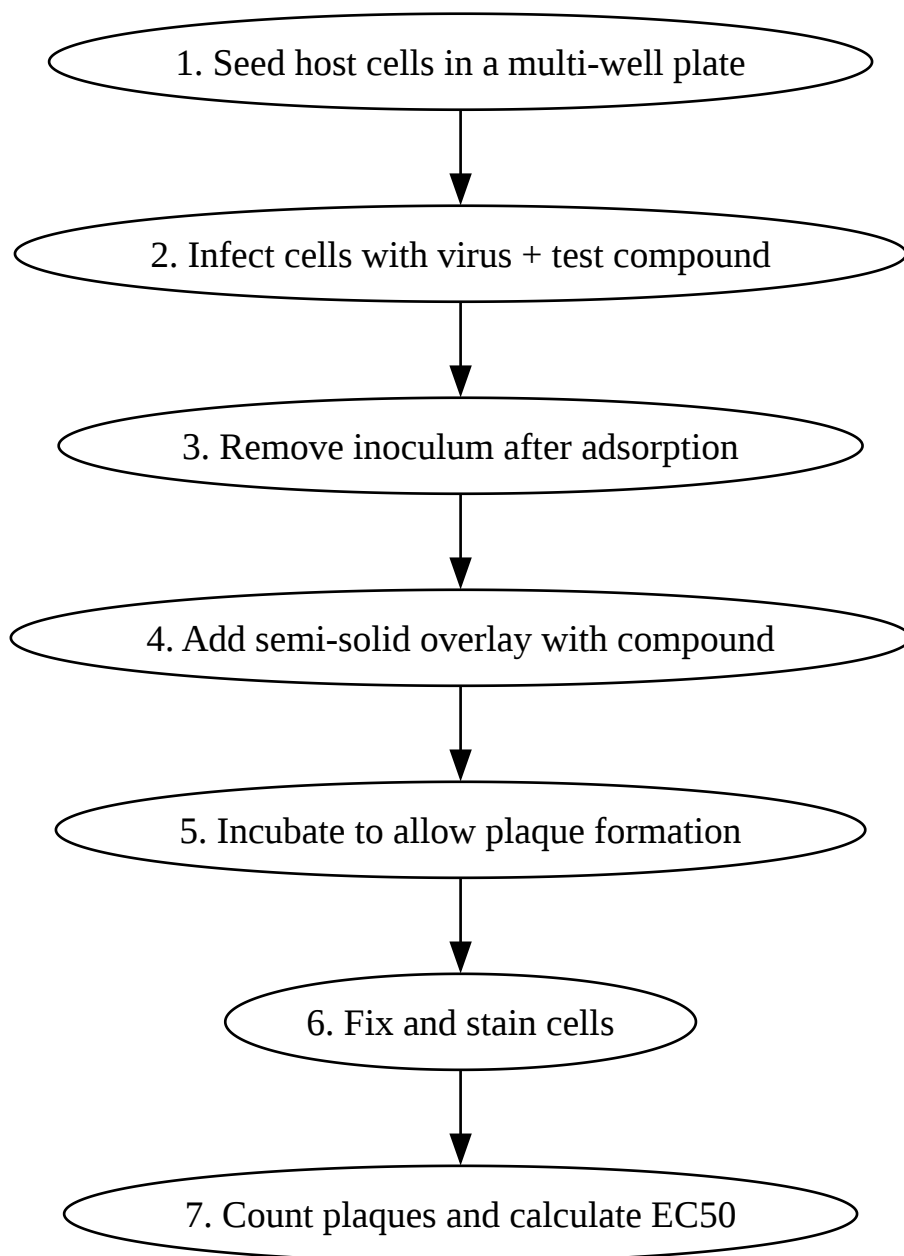 1. Seed host cells in a multi-well plate
2. Infect cells with virus + test compound
3. Remove inoculum after adsorption
4. Add semi-solid overlay with compound
5. Incubate to allow plaque formation
6. Fix and stain cells
7. Count plaques and calculate EC50